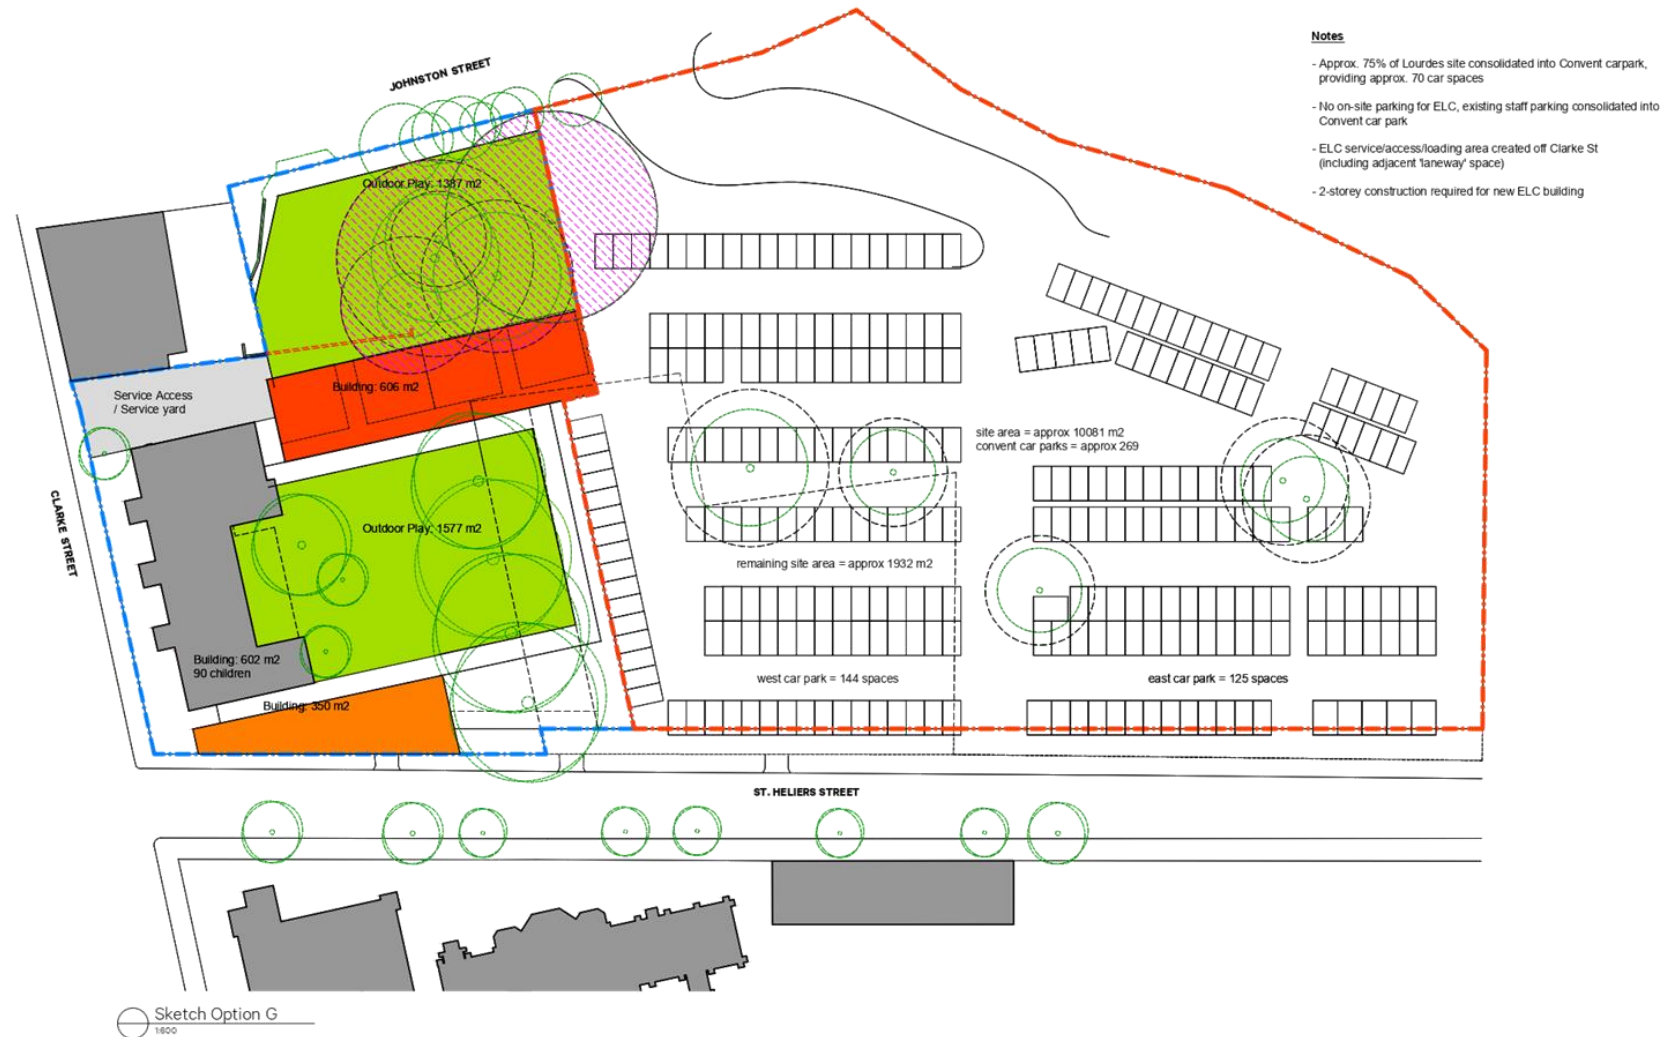 Notes
- Approx. 75% of Lourdes site consolidated into Convent carpark,
providing approx. 70 car spaces
- No on-site parking for ELC, existing staff parking consolidated into
Convent car park
- ELC service/access/loading area created off Clarke St
(including adjacent 'laneway' space)
- 2-storey construction required for new ELC building
JOHNSTON STREET
Outdoor Play: 1387 m2
Building: 606 m2
Service Access
/ Service yard
site area = approx 10081 m2
convent car parks = approx 269
CLARKE STREET
Outdoor Play: 1577 m2
remaining site area = approx 1932 m2
Building: 602 m2
90 children
west car park = 144 spaces
east car park = 125 spaces
Building: 350 m2
ST. HELIERS STREET
Sketch Option G
1:600